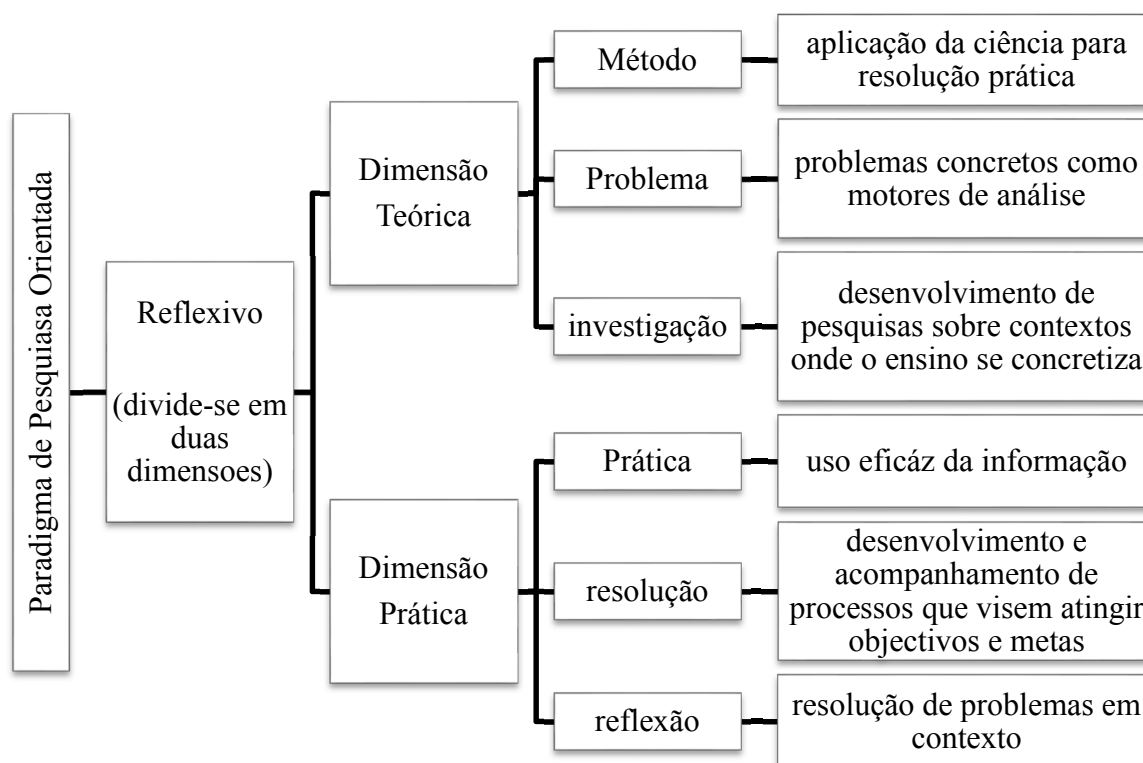 Paradigma de Pesquiasa Orientada
Reflexivo
(divide-se em
duas
dimensoes)
Dimensão
Teórica
Método
aplicação da ciência para
resolução prática
Problema
problemas concretos como
motores de análise
investigação
desenvolvimento de
pesquisas sobre contextos
onde o ensino se concretiza
Dimensão
Prática
Prática
uso eficáz da informação
resolução
desenvolvimento e
acompanhamento de
processos que visem atingir
objectivos e metas
reflexão
resolução de problemas em
contexto